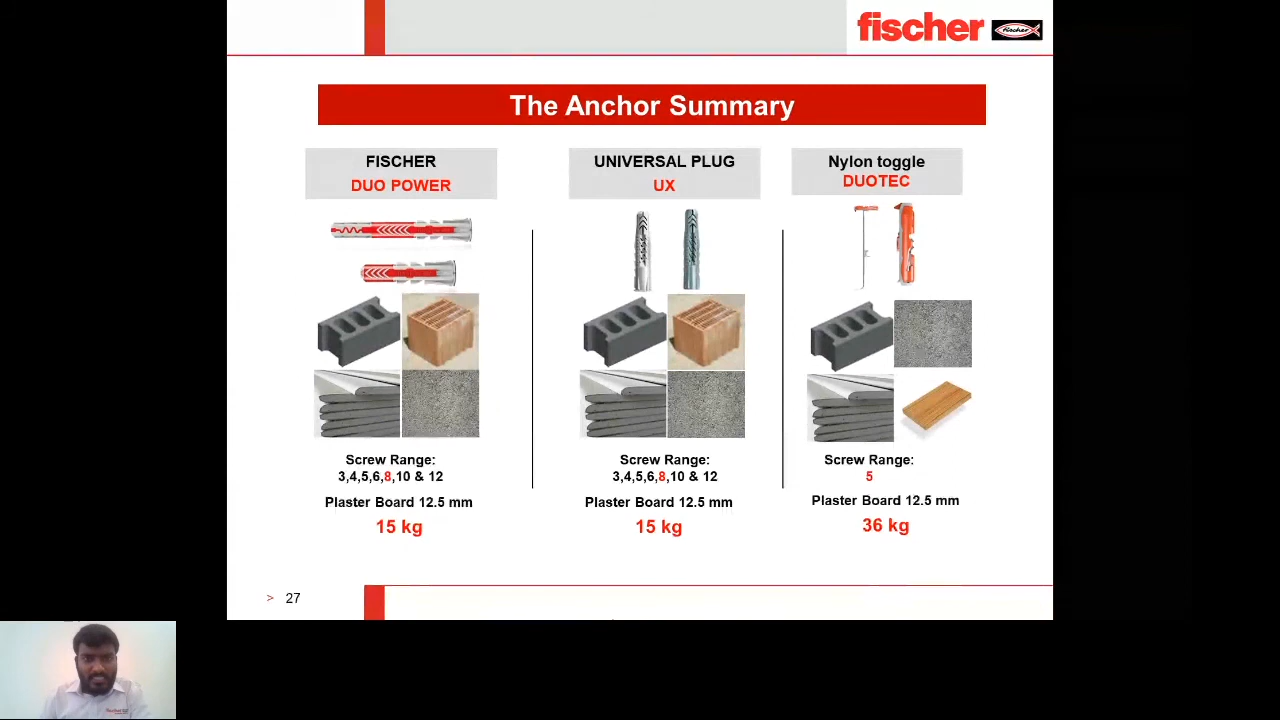 fischer
fischer
The Anchor Summary
FISCHER
DUO POWER
UNIVERSAL PLUG
UX
Nylon toggle
DUOTEC
Screw Range:
3,4,5,6,8,10 & 12
Plaster Board 12.5 mm
15 kg
Screw Range:
3,4,5,6,8,10 & 12
Plaster Board 12.5 mm
15 kg
Screw Range:
5
Plaster Board 12.5 mm
36 kg
> 27